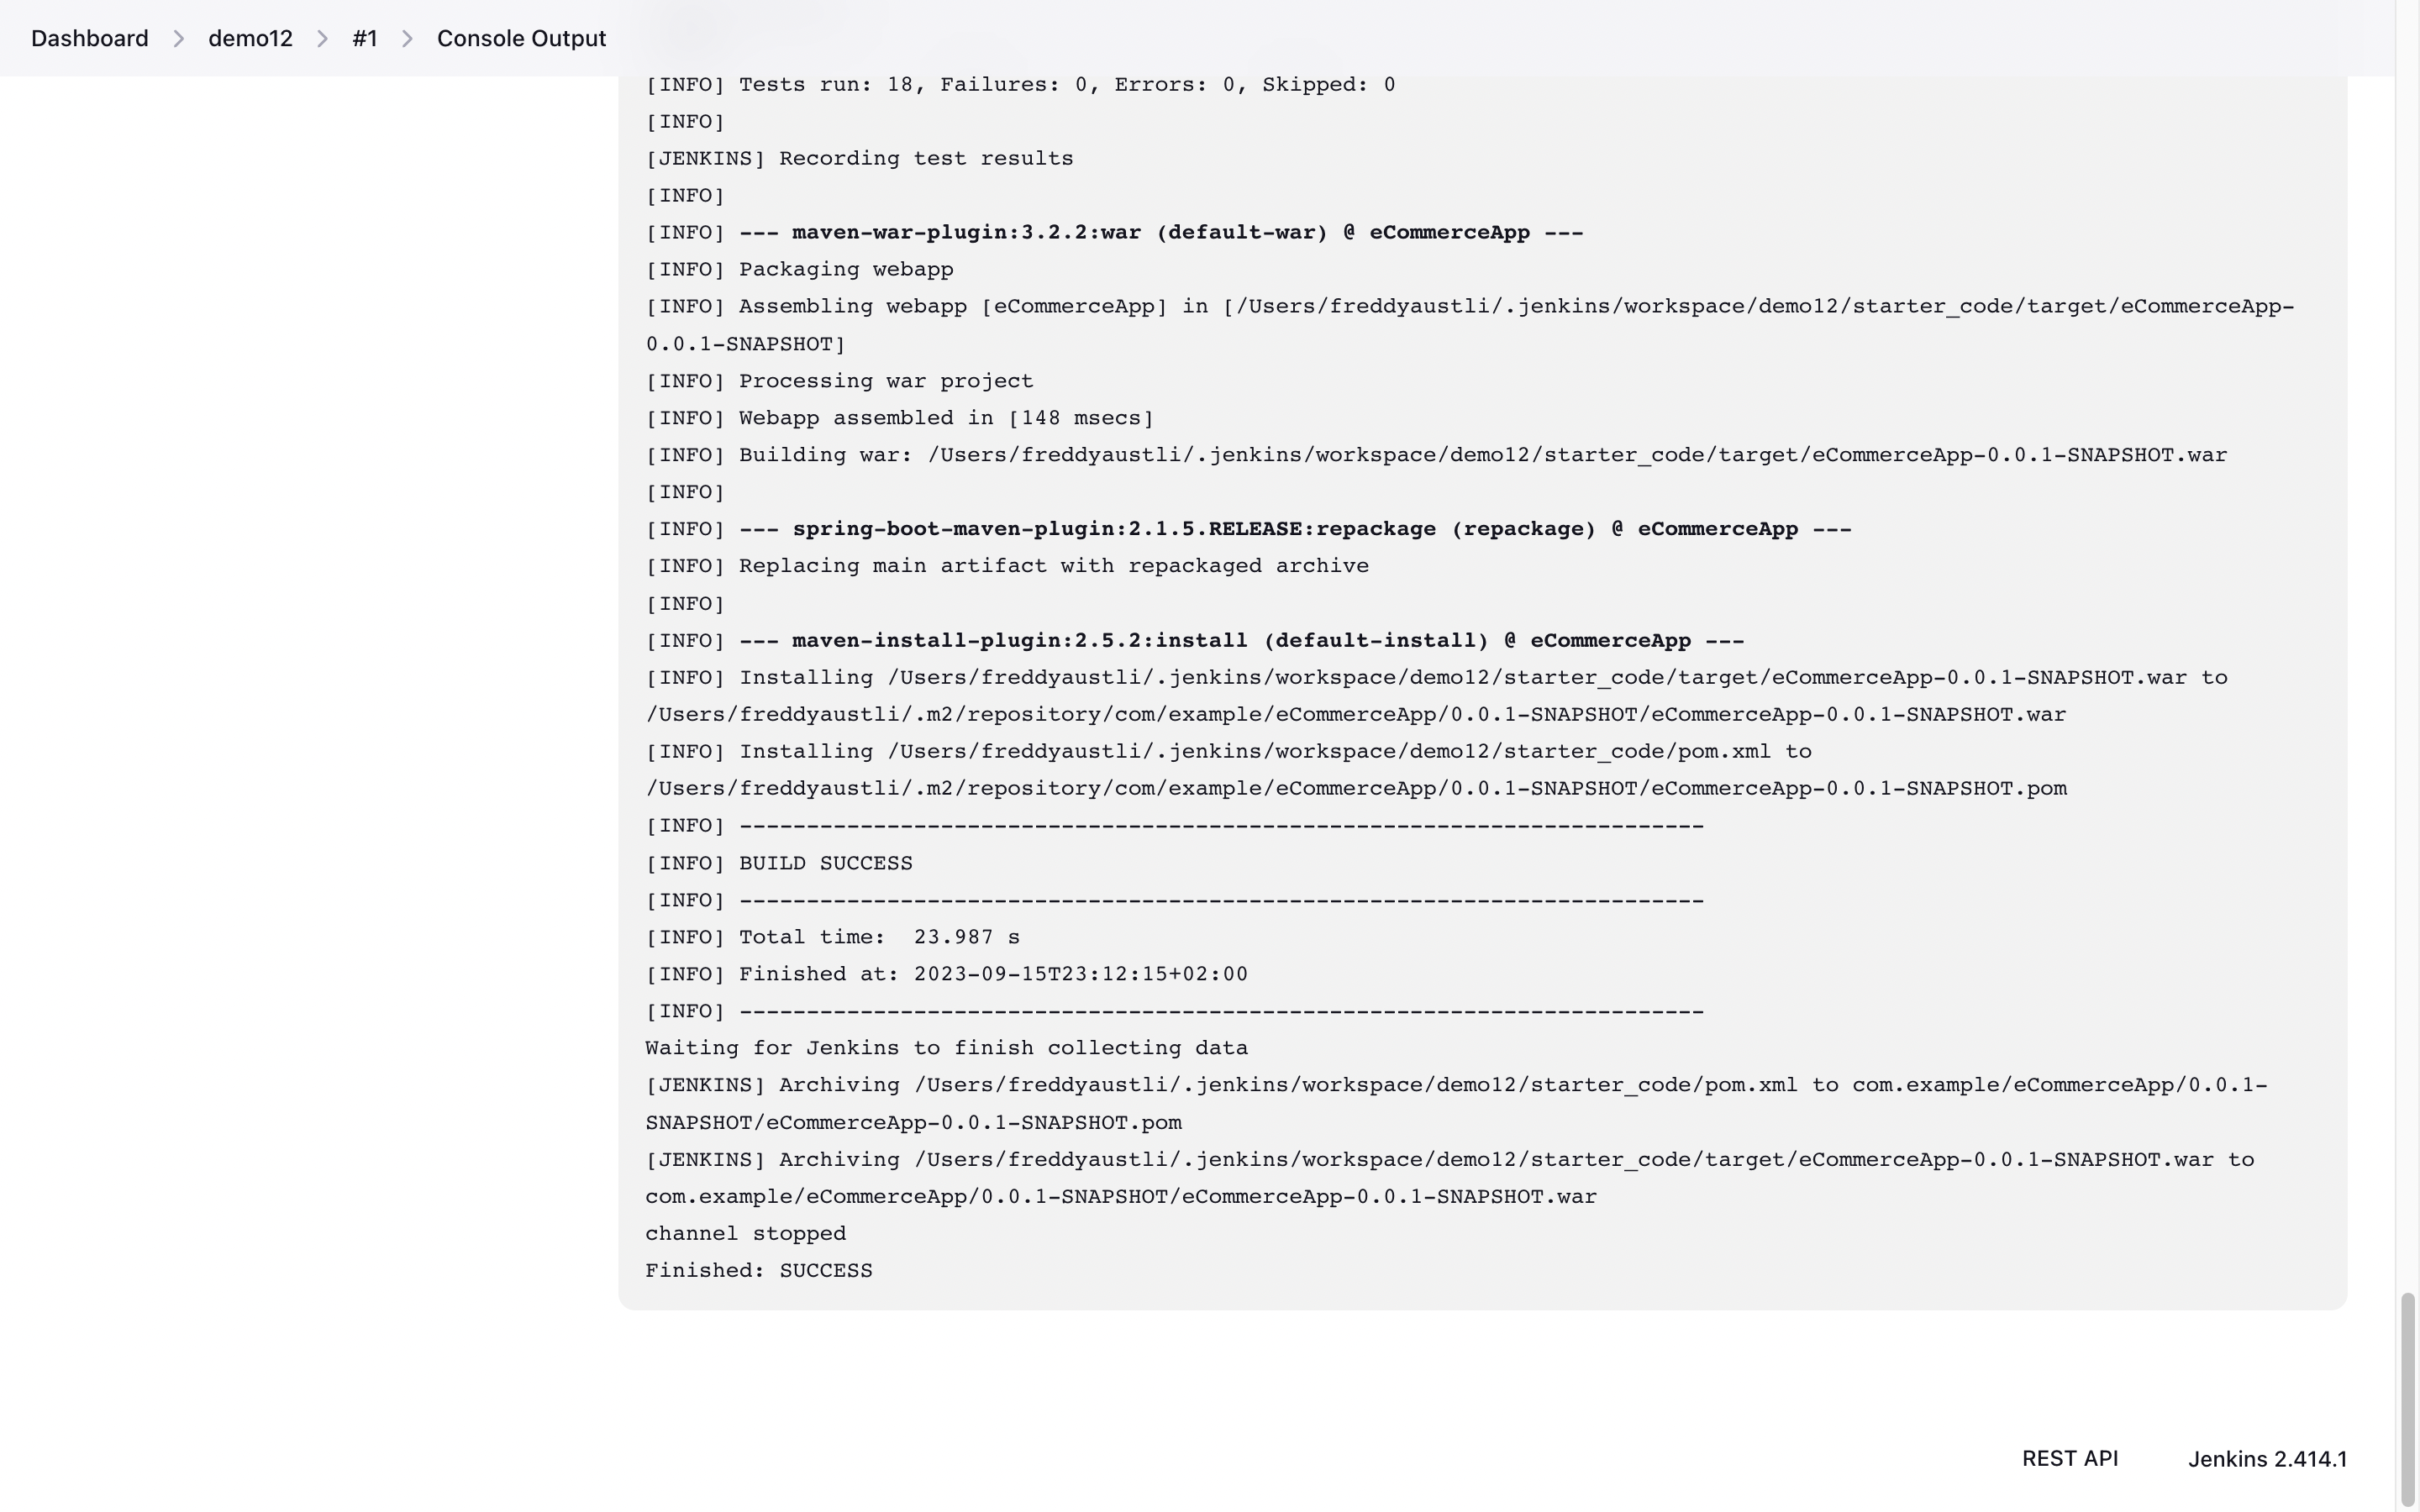 Dashboard > demo12 > #1 > Console Output
[INFO] Tests run: 18, Failures: 0, Errors: 0, Skipped: 0
[INFO]
[JENKINS] Recording test results
[INFO]
[INFO] --- maven-war-plugin:3.2.2:war (default-war) @ eCommerceApp ---
[INFO] Packaging webapp
[INFO] Assembling webapp [eCommerceApp] in [/Users/freddyaustli/.jenkins/workspace/demo12/starter_code/target/eCommerceApp-
0.0.1-SNAPSHOT]
[INFO] Processing war project
[INFO] Webapp assembled in [148 msecs]
[INFO] Building war: /Users/freddyaustli/.jenkins/workspace/demo12/starter_code/target/eCommerceApp-0.0.1-SNAPSHOT.war
[INFO]
[INFO] --- spring-boot-maven-plugin:2.1.5.RELEASE:repackage (repackage) @ eCommerceApp ---
[INFO] Replacing main artifact with repackaged archive
[INFO]
[INFO] --- maven-install-plugin:2.5.2:install (default-install) @ eCommerceApp ---
[INFO] Installing /Users/freddyaustli/.jenkins/workspace/demo12/starter_code/target/eCommerceApp-0.0.1-SNAPSHOT.war to
/Users/freddyaustli/.m2/repository/com/example/eCommerceApp/0.0.1-SNAPSHOT/eCommerceApp-0.0.1-SNAPSHOT.war
[INFO] Installing /Users/freddyaustli/.jenkins/workspace/demo12/starter_code/pom.xml to
/Users/freddyaustli/.m2/repository/com/example/eCommerceApp/0.0.1-SNAPSHOT/eCommerceApp-0.0.1-SNAPSHOT.pom
[INFO] ------------------------------------------------------------------------
[INFO] BUILD SUCCESS
[INFO] ------------------------------------------------------------------------
[INFO] Total time:  23.987 s
[INFO] Finished at: 2023-09-15T23:12:15+02:00
[INFO] ------------------------------------------------------------------------
Waiting for Jenkins to finish collecting data
[JENKINS] Archiving /Users/freddyaustli/.jenkins/workspace/demo12/starter_code/pom.xml to com.example/eCommerceApp/0.0.1-
SNAPSHOT/eCommerceApp-0.0.1-SNAPSHOT.pom
[JENKINS] Archiving /Users/freddyaustli/.jenkins/workspace/demo12/starter_code/target/eCommerceApp-0.0.1-SNAPSHOT.war to
com.example/eCommerceApp/0.0.1-SNAPSHOT/eCommerceApp-0.0.1-SNAPSHOT.war
channel stopped
Finished: SUCCESS
REST API Jenkins 2.414.1